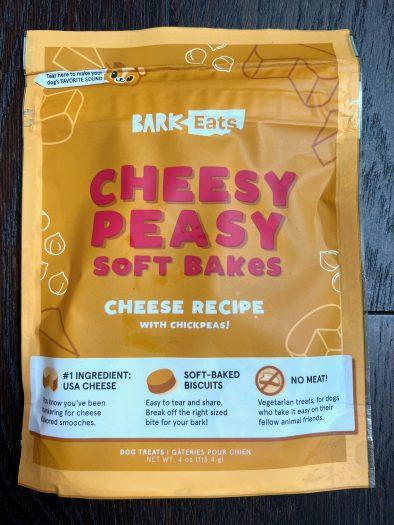 Tear here to make your
dog's FAVORITE SOUND
BARK Eats
CHEESY
PEASY
SOFT BAKES
CHEESE RECIPE
WITH CHICKPEAS!
#1 INGREDIENT:
USA CHEESE
You know you've been
hankering for cheese
flavored smooches.
SOFT-BAKED
BISCUITS
Easy to tear and share.
Break off the right sized
bite for your bark!
NO MEAT!
Vegetarian treats, for dogs
who take it easy on their
fellow animal friends.
DOG TREATS | GÂTERIES POUR CHIEN
NET WT. 4 oz (113.4 g)